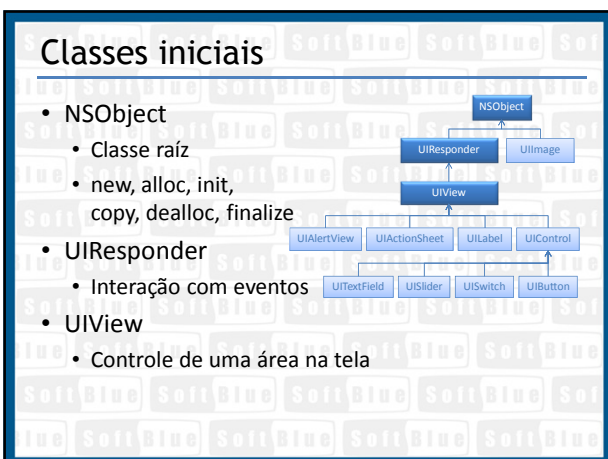 Classes iniciais
• NSObject
• Classe raíz
• new, alloc, init,
copy, dealloc, finalize
• UIResponder
• Interação com eventos
• UIView
• Controle de uma área na tela
NSObject
UIResponder UIImage
UIView
UIAlertView UIActionSheet UILabel UIControl
UITextField UISlider UISwitch UIButton